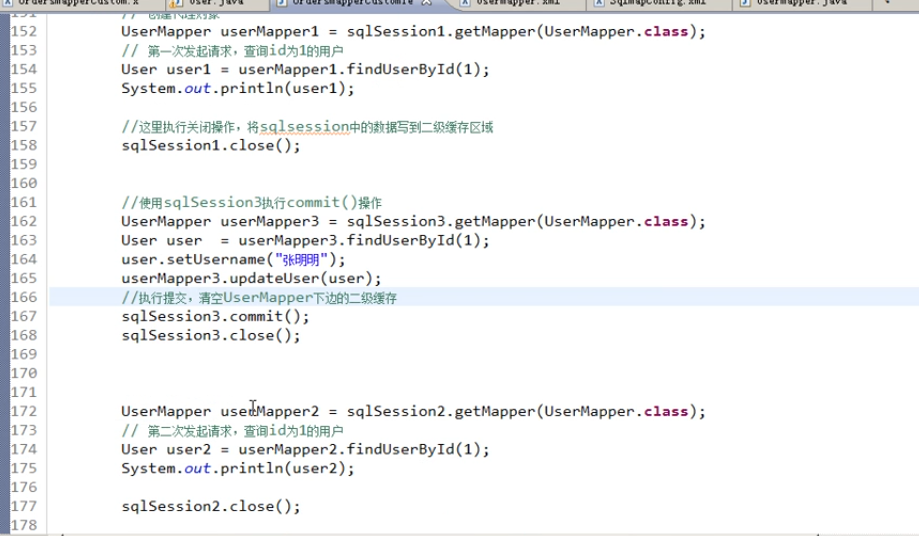 OrdersMapperCustom.x User.java OrdersMapperCustomTe UserMapper.xml SqlMapConfig.xml UserMapper.java
151 // 创建代理对象
152 UserMapper userMapper1 = sqlSession1.getMapper(UserMapper.class);
153 // 第一次发起请求，查询id为1的用户
154 User user1 = userMapper1.findUserById(1);
155 System.out.println(user1);
156
157 //这里执行关闭操作，将sqlsession中的数据写到二级缓存区域
158 sqlSession1.close();
159
160
161 //使用sqlSession3执行commit()操作
162 UserMapper userMapper3 = sqlSession3.getMapper(UserMapper.class);
163 User user  = userMapper3.findUserById(1);
164 user.setUsername("张明明");
165 userMapper3.updateUser(user);
166 //执行提交，清空UserMapper下边的二级缓存
167 sqlSession3.commit();
168 sqlSession3.close();
169
170
171
172 UserMapper userMapper2 = sqlSession2.getMapper(UserMapper.class);
173 // 第二次发起请求，查询id为1的用户
174 User user2 = userMapper2.findUserById(1);
175 System.out.println(user2);
176
177 sqlSession2.close();
178